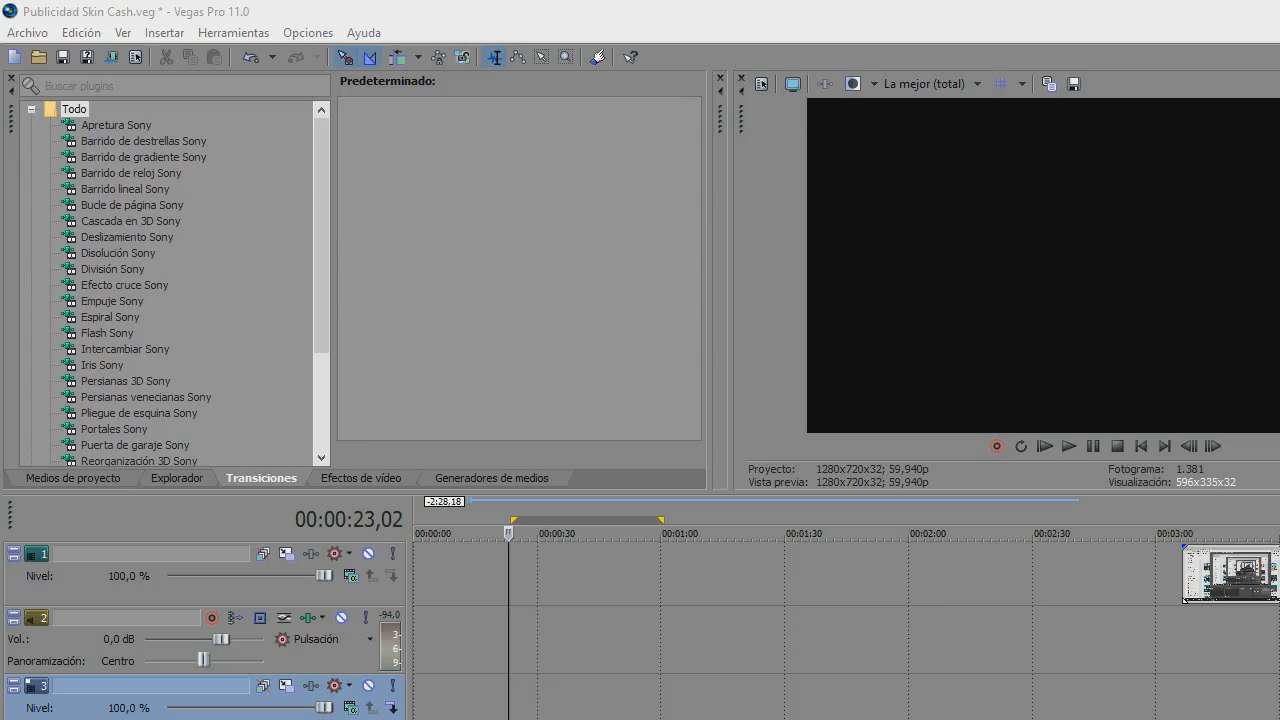 Publicidad Skin Cash.veg * - Vegas Pro 11.0
Archivo Edición Ver Insertar Herramientas Opciones Ayuda
Buscar plugins
Predeterminado:
La mejor (total)
Todo
Apretura Sony
Barrido de destrellas Sony
Barrido de gradiente Sony
Barrido de reloj Sony
Barrido lineal Sony
Bucle de página Sony
Cascada en 3D Sony
Deslizamiento Sony
Disolución Sony
División Sony
Efecto cruce Sony
Empuje Sony
Espiral Sony
Flash Sony
Intercambiar Sony
Iris Sony
Persianas 3D Sony
Persianas venecianas Sony
Pliegue de esquina Sony
Portales Sony
Puerta de garaje Sony
Reorganización 3D Sony
Medios de proyecto Explorador Transiciones Efectos de vídeo Generadores de medios
Proyecto: 1280x720x32; 59,940p Fotograma: 1.381
Vista previa: 1280x720x32; 59,940p Visualización: 596x335x32
-2:28,18
00:00:23,02
00:00:00 00:00:30 00:01:00 00:01:30 00:02:00 00:02:30 00:03:00
1
Nivel: 100,0 %
2 -94,0
Vol.: 0,0 dB Pulsación 3-
6-
Panoramización: Centro 9-
3
Nivel: 100,0 %